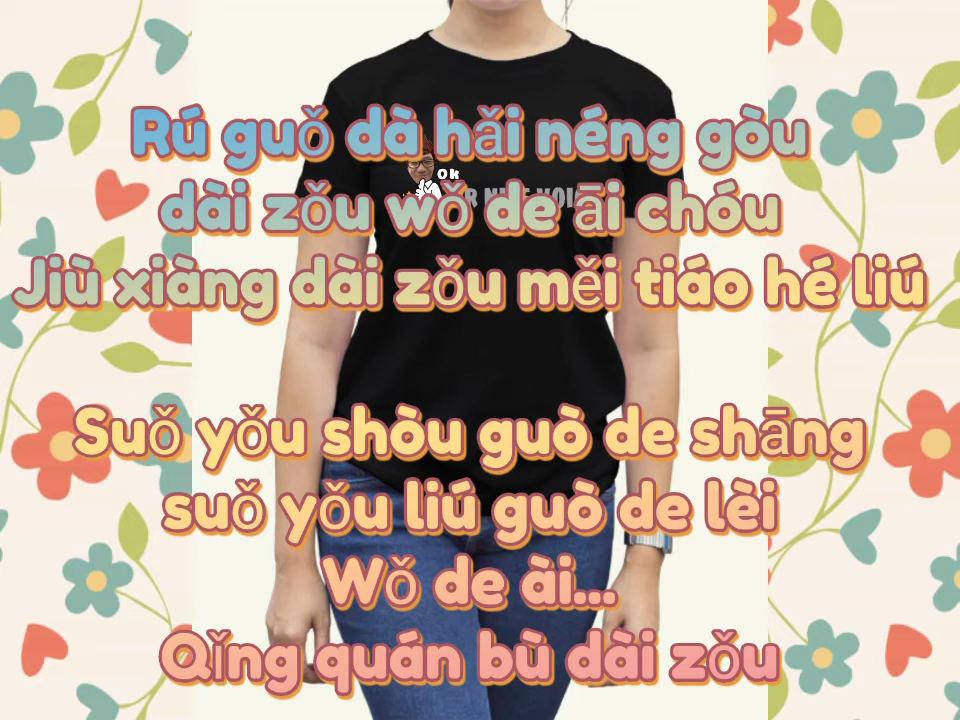 Rú guǒ dà hǎi néng gòu
OK
dài zǒu wǒ de āi chóu
Jiù xiàng dài zǒu měi tiáo hé liú
Suǒ yǒu shòu guò de shāng
suǒ yǒu liú guò de lèi
Wǒ de ài...
Qǐng quán bù dài zǒu